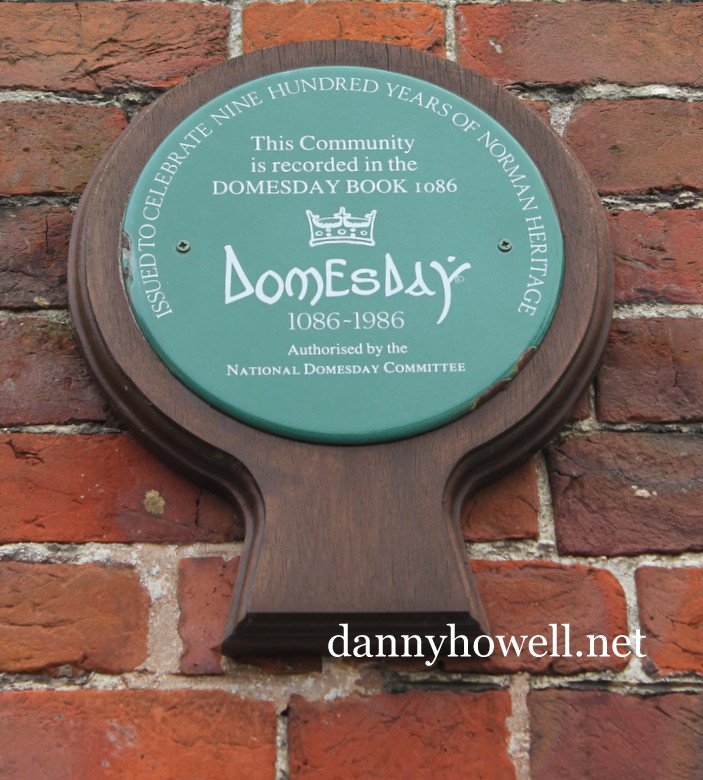 ISSUED TO CELEBRATE NINE HUNDRED YEARS OF NORMAN HERITAGE
This Community
is recorded in the
DOMESDAY BOOK 1086
DOMESDAY ©
1086~1986
Authorised by the
NATIONAL DOMESDAY COMMITTEE
dannyhowell.net